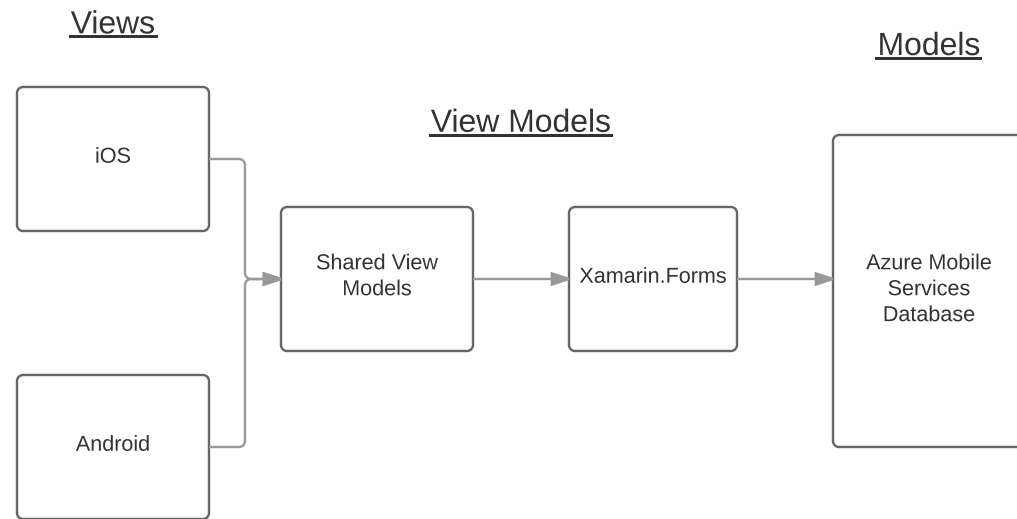 Views
Models
View Models
iOS
Shared View
Models
Xamarin.Forms
Azure Mobile
Services
Database
Android